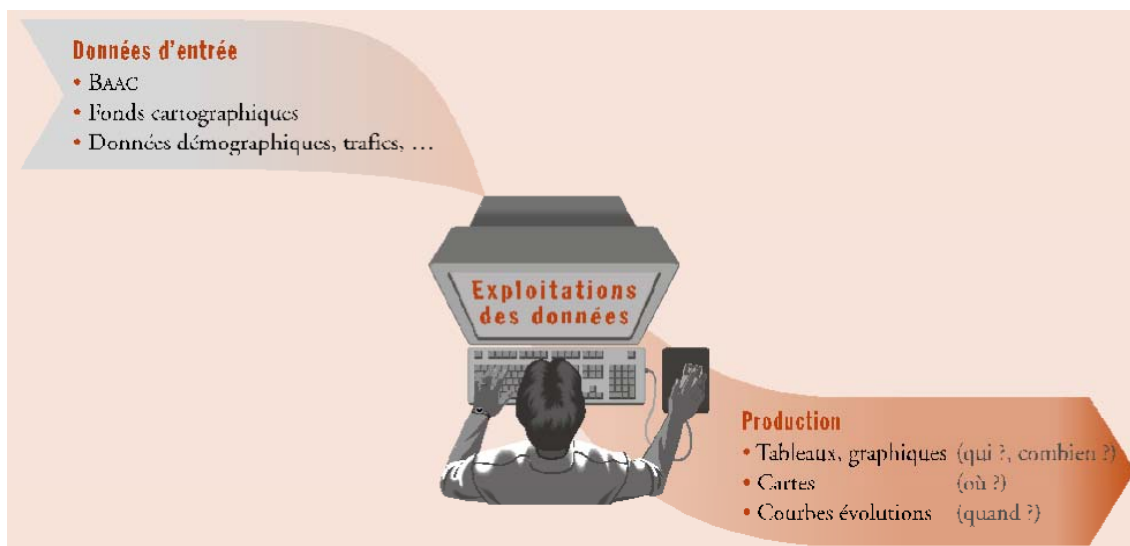 Données d'entrée
• BAAC
• Fonds cartographiques
• Données démographiques, trafics, ...
Exploitations
des données
Production
• Tableaux, graphiques (qui ?, combien ?)
• Cartes (où ?)
• Courbes évolutions (quand ?)